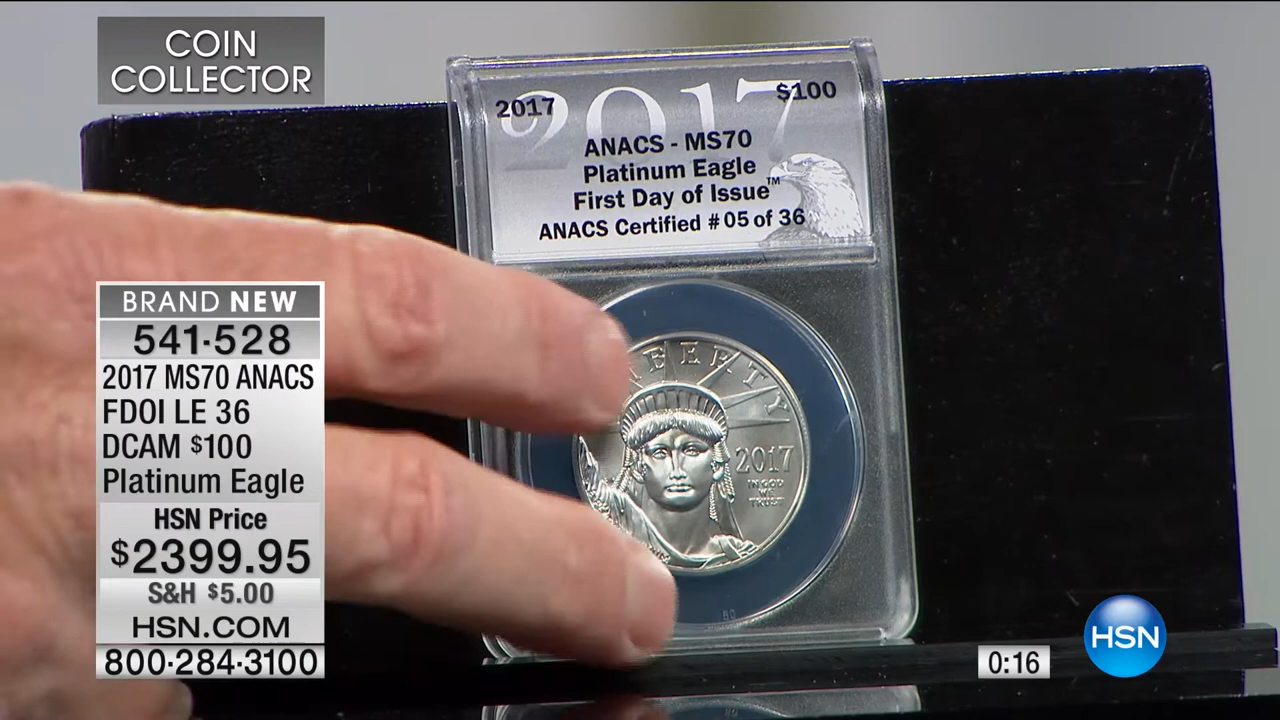 COIN
COLLECTOR
2017
2017
$100
ANACS - MS70
Platinum Eagle
First Day of Issue™
ANACS Certified # 05 of 36
LIBERTY
2017
IN GOD
WE
TRUST
BRAND NEW
541·528
2017 MS70 ANACS
FDOI LE 36
DCAM $100
Platinum Eagle
HSN Price
$2399.95
S&H $5.00
HSN.COM
800·284·3100
0:16
HSN